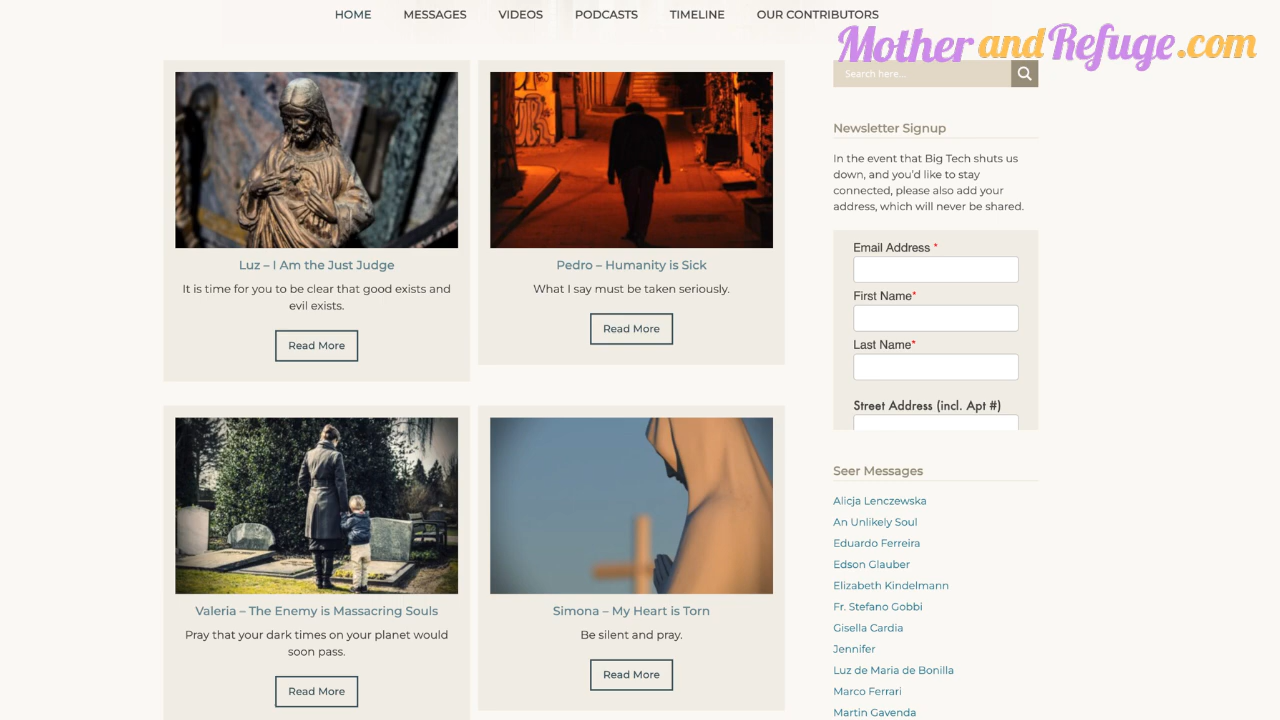 HOME MESSAGES VIDEOS PODCASTS TIMELINE OUR CONTRIBUTORS
MotherandRefuge.com
Search here...
Luz – I Am the Just Judge
It is time for you to be clear that good exists and
evil exists.
Read More
Pedro – Humanity is Sick
What I say must be taken seriously.
Read More
Valeria – The Enemy is Massacring Souls
Pray that your dark times on your planet would
soon pass.
Read More
Simona – My Heart is Torn
Be silent and pray.
Read More
Newsletter Signup
In the event that Big Tech shuts us
down, and you'd like to stay
connected, please also add your
address, which will never be shared.
Email Address *
First Name*
Last Name*
Street Address (incl. Apt #)
Seer Messages
Alicja Lenczewska
An Unlikely Soul
Eduardo Ferreira
Edson Glauber
Elizabeth Kindelmann
Fr. Stefano Gobbi
Gisella Cardia
Jennifer
Luz de Maria de Bonilla
Marco Ferrari
Martin Gavenda